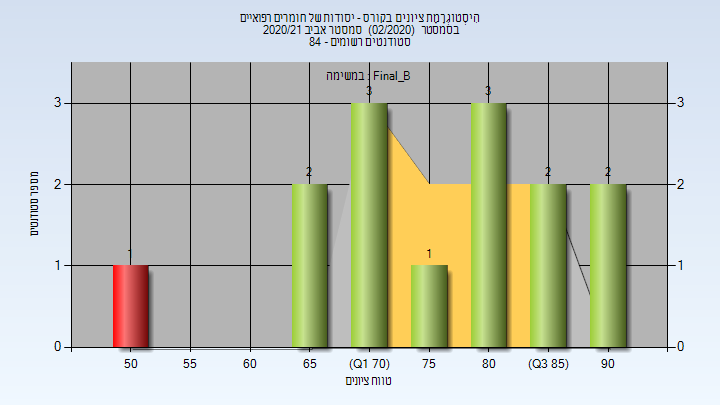 היסטוגרמת ציונים בקורס - יסודות של חומרים רפואיים
בסמסטר (02/2020) סמסטר אביב 2020/21
סטודנטים רשומים - 84
במשימה : Final_B
מספר סטודנטים
3
2
1
0
3
2
1
0
1
2
3
1
3
2
2
50
55
60
65
(Q1 70)
75
80
(Q3 85)
90
טווח ציונים